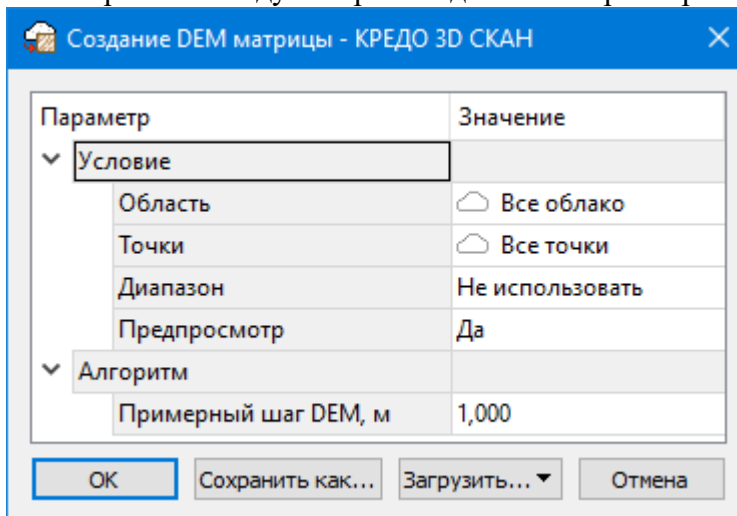 Создание DEM матрицы - КРЕДО 3D СКАН
Параметр Значение
Условие
Область Все облако
Точки Все точки
Диапазон Не использовать
Предпросмотр Да
Алгоритм
Примерный шаг DEM, м 1,000
ОК Сохранить как... Загрузить... Отмена